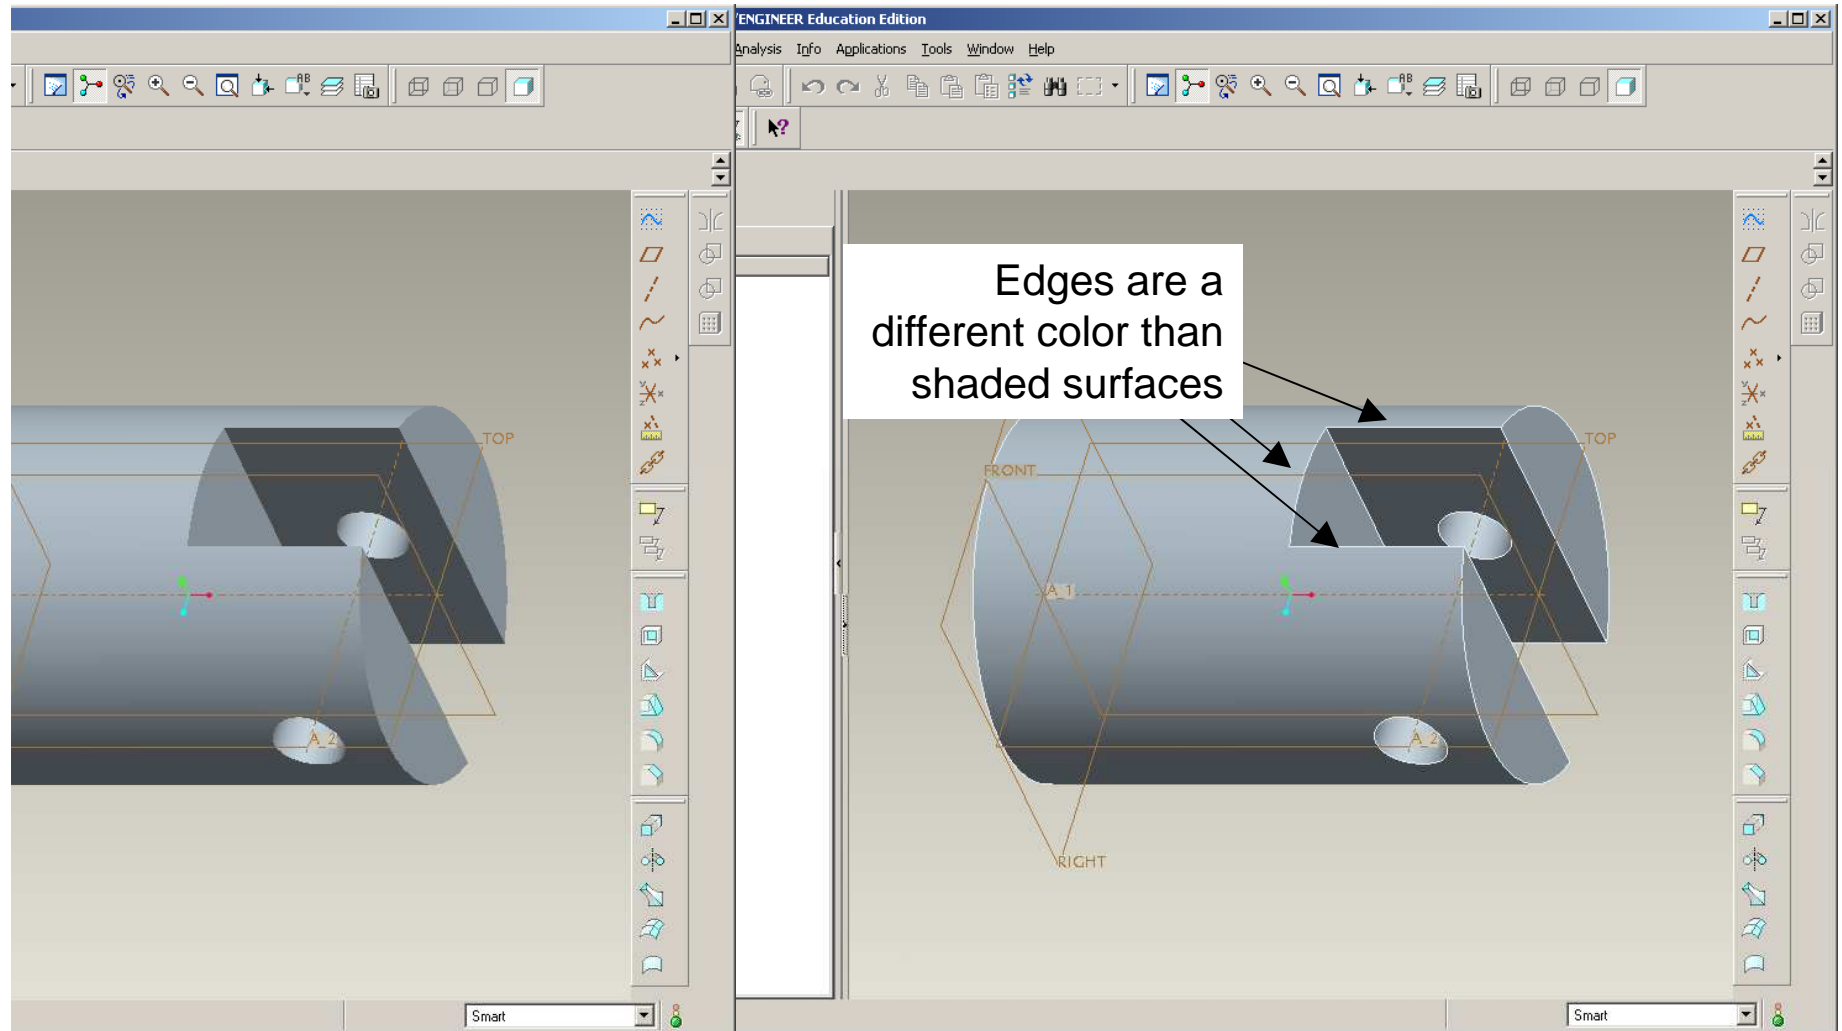 'ENGINEER Education Edition
Analysis Info Applications Tools Window Help
Edges are a
different color than
shaded surfaces
TOP
TOP
FRONT
A_1
A_2
A_2
RIGHT
Smart
Smart